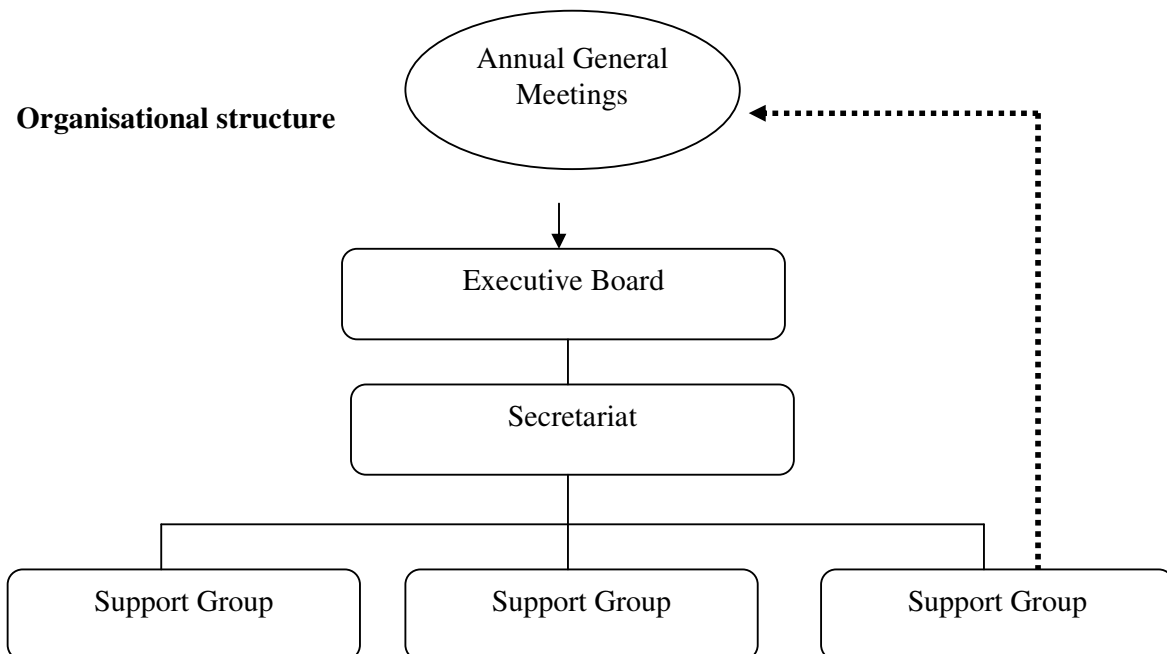 Annual General
Meetings
Organisational structure
Executive Board
Secretariat
Support Group
Support Group
Support Group